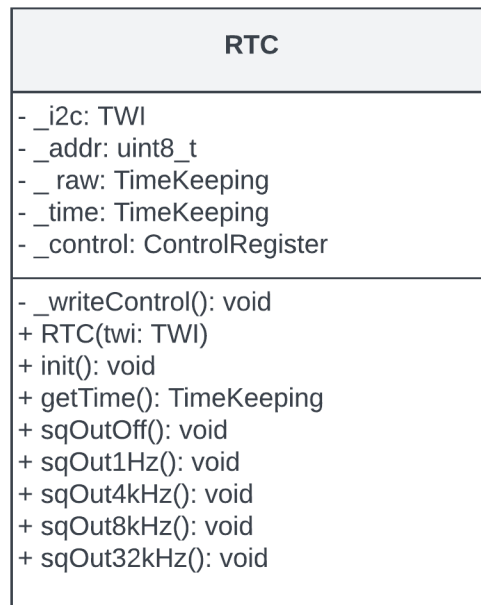 RTC
- _i2c: TWI
- _addr: uint8_t
- _ raw: TimeKeeping
- _time: TimeKeeping
- _control: ControlRegister
- _writeControl(): void
+ RTC(twi: TWI)
+ init(): void
+ getTime(): TimeKeeping
+ sqOutOff(): void
+ sqOut1Hz(): void
+ sqOut4kHz(): void
+ sqOut8kHz(): void
+ sqOut32kHz(): void